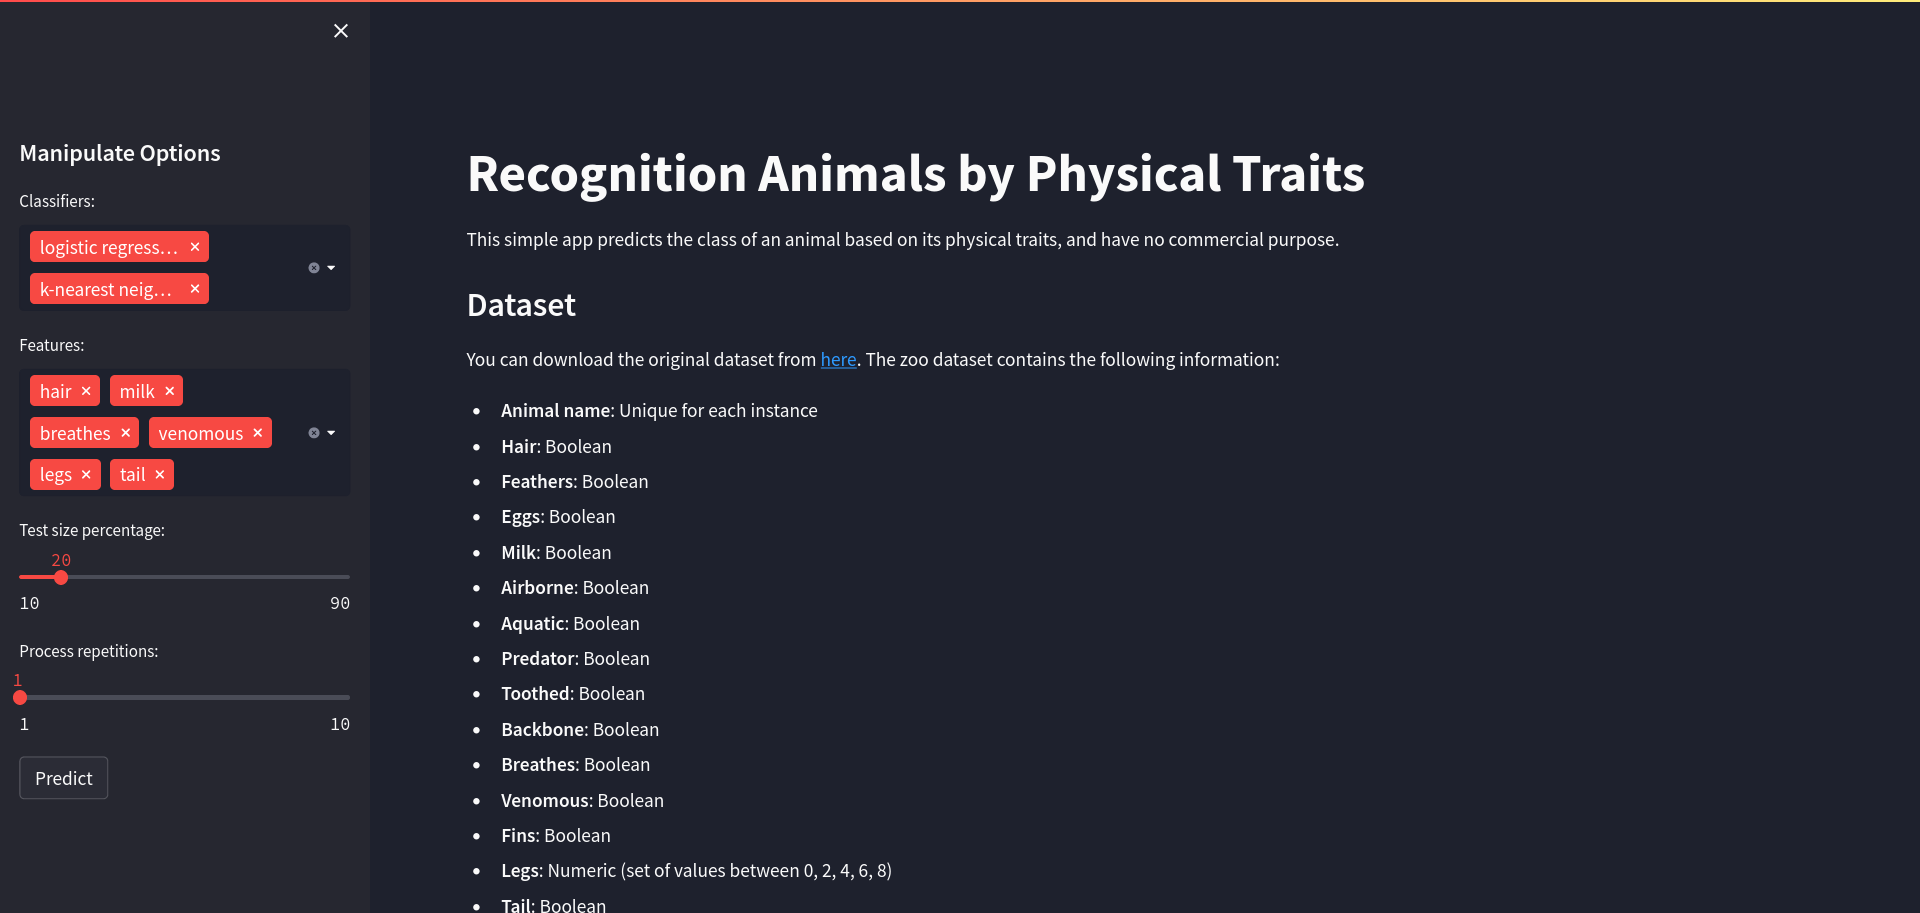 Manipulate Options
Classifiers:
logistic regress...
k-nearest neig...
Features:
hair milk
breathes venomous
legs tail
Test size percentage:
20
10 90
Process repetitions:
1
1 10
Predict
Recognition Animals by Physical Traits
This simple app predicts the class of an animal based on its physical traits, and have no commercial purpose.
Dataset
You can download the original dataset from here. The zoo dataset contains the following information:
Animal name: Unique for each instance
Hair: Boolean
Feathers: Boolean
Eggs: Boolean
Milk: Boolean
Airborne: Boolean
Aquatic: Boolean
Predator: Boolean
Toothed: Boolean
Backbone: Boolean
Breathes: Boolean
Venomous: Boolean
Fins: Boolean
Legs: Numeric (set of values between 0, 2, 4, 6, 8)
Tail: Boolean